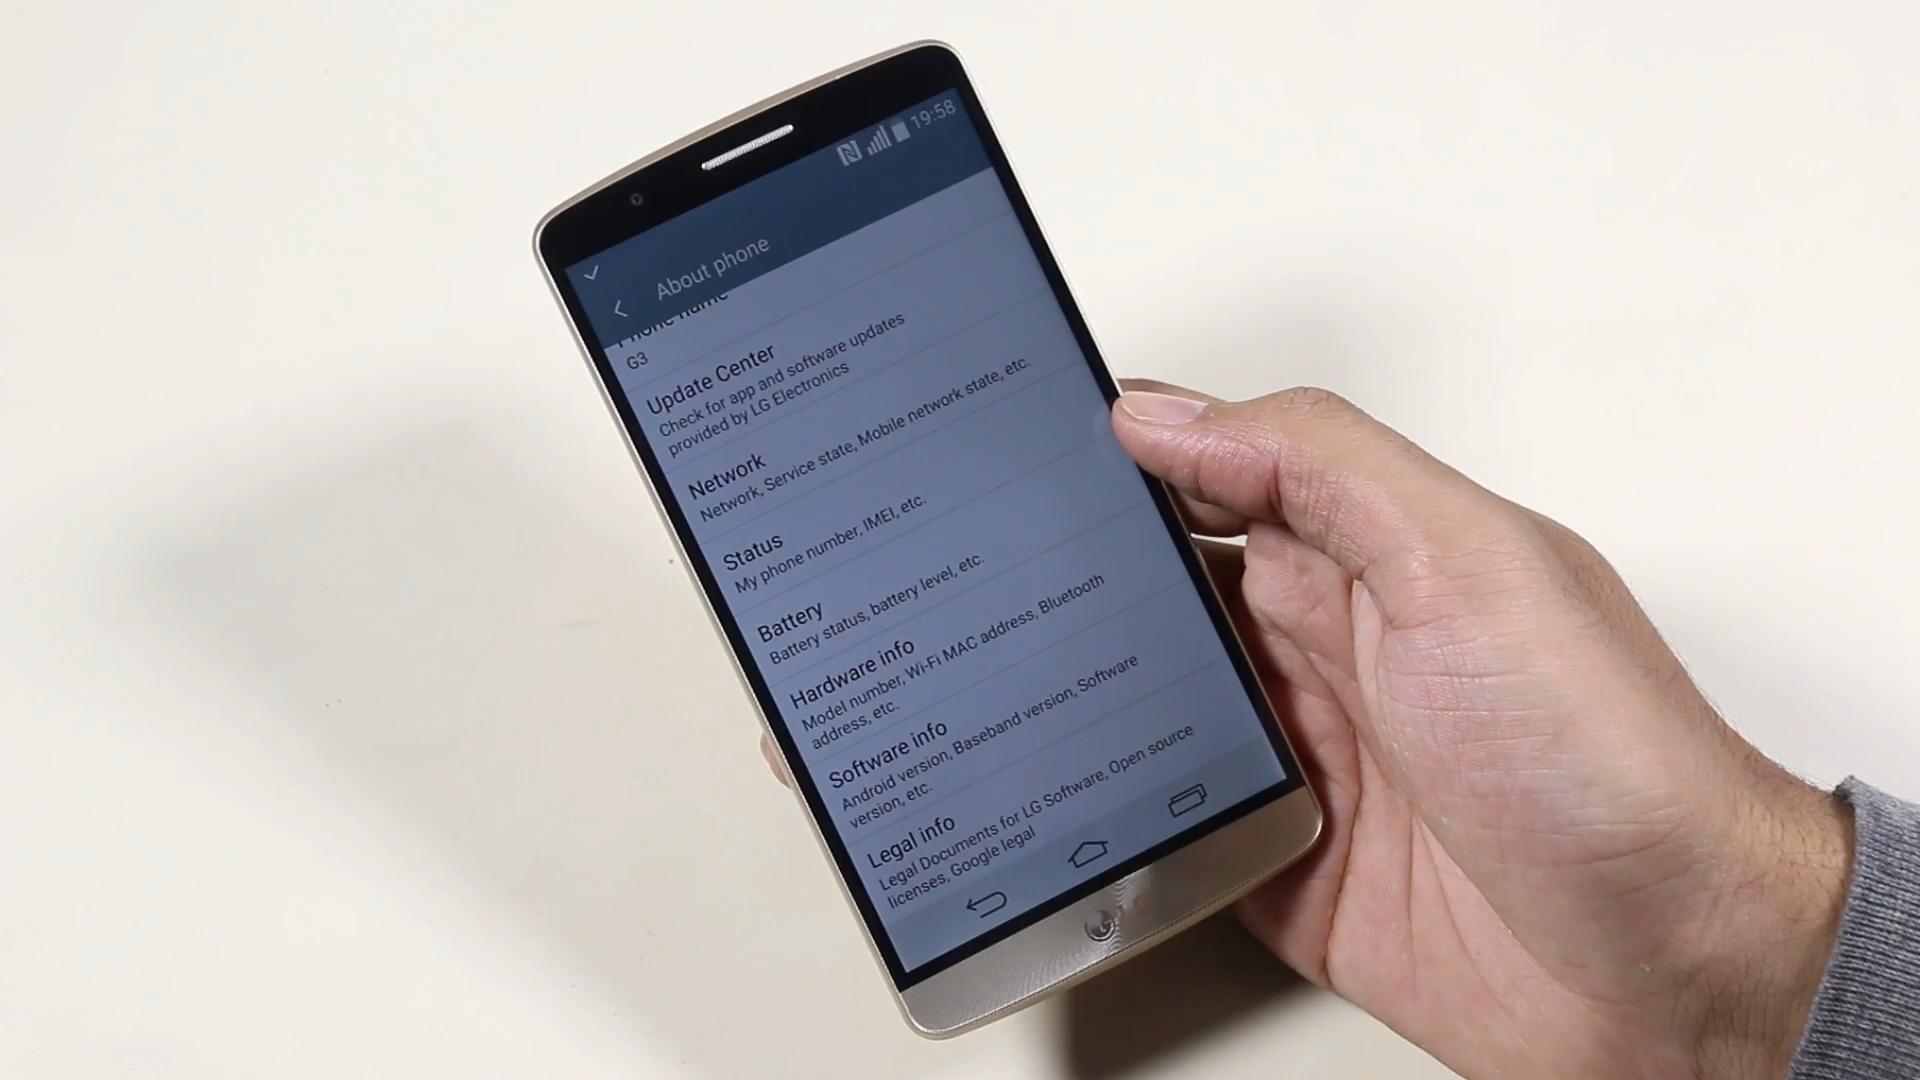 19:58
About phone
Phone name
G3
Update Center
Check for app and software updates
provided by LG Electronics
Network
Network, Service state, Mobile network state, etc.
Status
My phone number, IMEI, etc.
Battery
Battery status, battery level, etc.
Hardware info
Model number, Wi-Fi MAC address, Bluetooth
address, etc.
Software info
Android version, Baseband version, Software
version, etc.
Legal info
Legal Documents for LG Software, Open source
licenses, Google legal